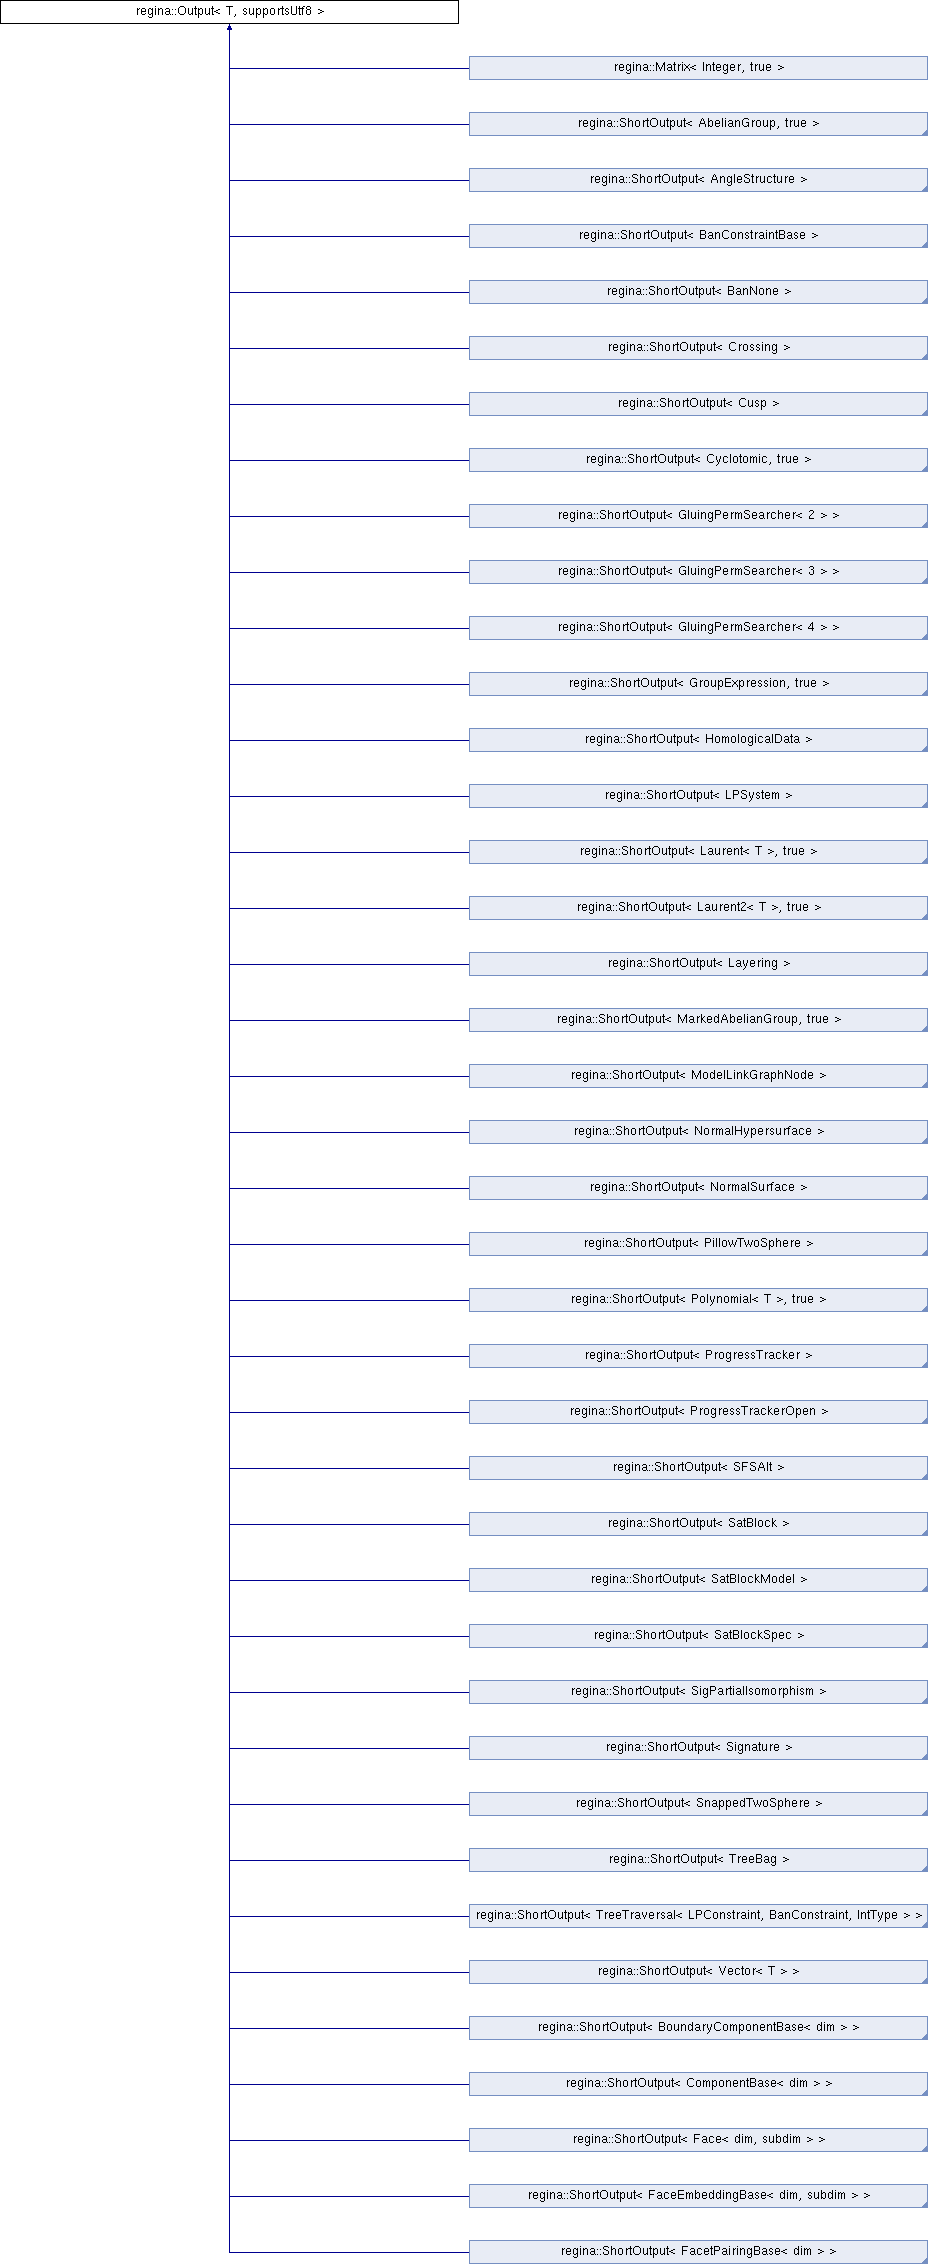 regina::Output< T, supportsUtf8 >
regina::Matrix< Integer, true >
regina::ShortOutput< AbelianGroup, true >
regina::ShortOutput< AngleStructure >
regina::ShortOutput< BanConstraintBase >
regina::ShortOutput< BanNone >
regina::ShortOutput< Crossing >
regina::ShortOutput< Cusp >
regina::ShortOutput< Cyclotomic, true >
regina::ShortOutput< GluingPermSearcher< 2 > >
regina::ShortOutput< GluingPermSearcher< 3 > >
regina::ShortOutput< GluingPermSearcher< 4 > >
regina::ShortOutput< GroupExpression, true >
regina::ShortOutput< HomologicalData >
regina::ShortOutput< LPSystem >
regina::ShortOutput< Laurent< T >, true >
regina::ShortOutput< Laurent2< T >, true >
regina::ShortOutput< Layering >
regina::ShortOutput< MarkedAbelianGroup, true >
regina::ShortOutput< ModelLinkGraphNode >
regina::ShortOutput< NormalHypersurface >
regina::ShortOutput< NormalSurface >
regina::ShortOutput< PillowTwoSphere >
regina::ShortOutput< Polynomial< T >, true >
regina::ShortOutput< ProgressTracker >
regina::ShortOutput< ProgressTrackerOpen >
regina::ShortOutput< SFSAlt >
regina::ShortOutput< SatBlock >
regina::ShortOutput< SatBlockModel >
regina::ShortOutput< SatBlockSpec >
regina::ShortOutput< SigPartialIsomorphism >
regina::ShortOutput< Signature >
regina::ShortOutput< SnappedTwoSphere >
regina::ShortOutput< TreeBag >
regina::ShortOutput< TreeTraversal< LPConstraint, BanConstraint, IntType > >
regina::ShortOutput< Vector< T > >
regina::ShortOutput< BoundaryComponentBase< dim > >
regina::ShortOutput< ComponentBase< dim > >
regina::ShortOutput< Face< dim, subdim > >
regina::ShortOutput< FaceEmbeddingBase< dim, subdim > >
regina::ShortOutput< FacetPairingBase< dim > >